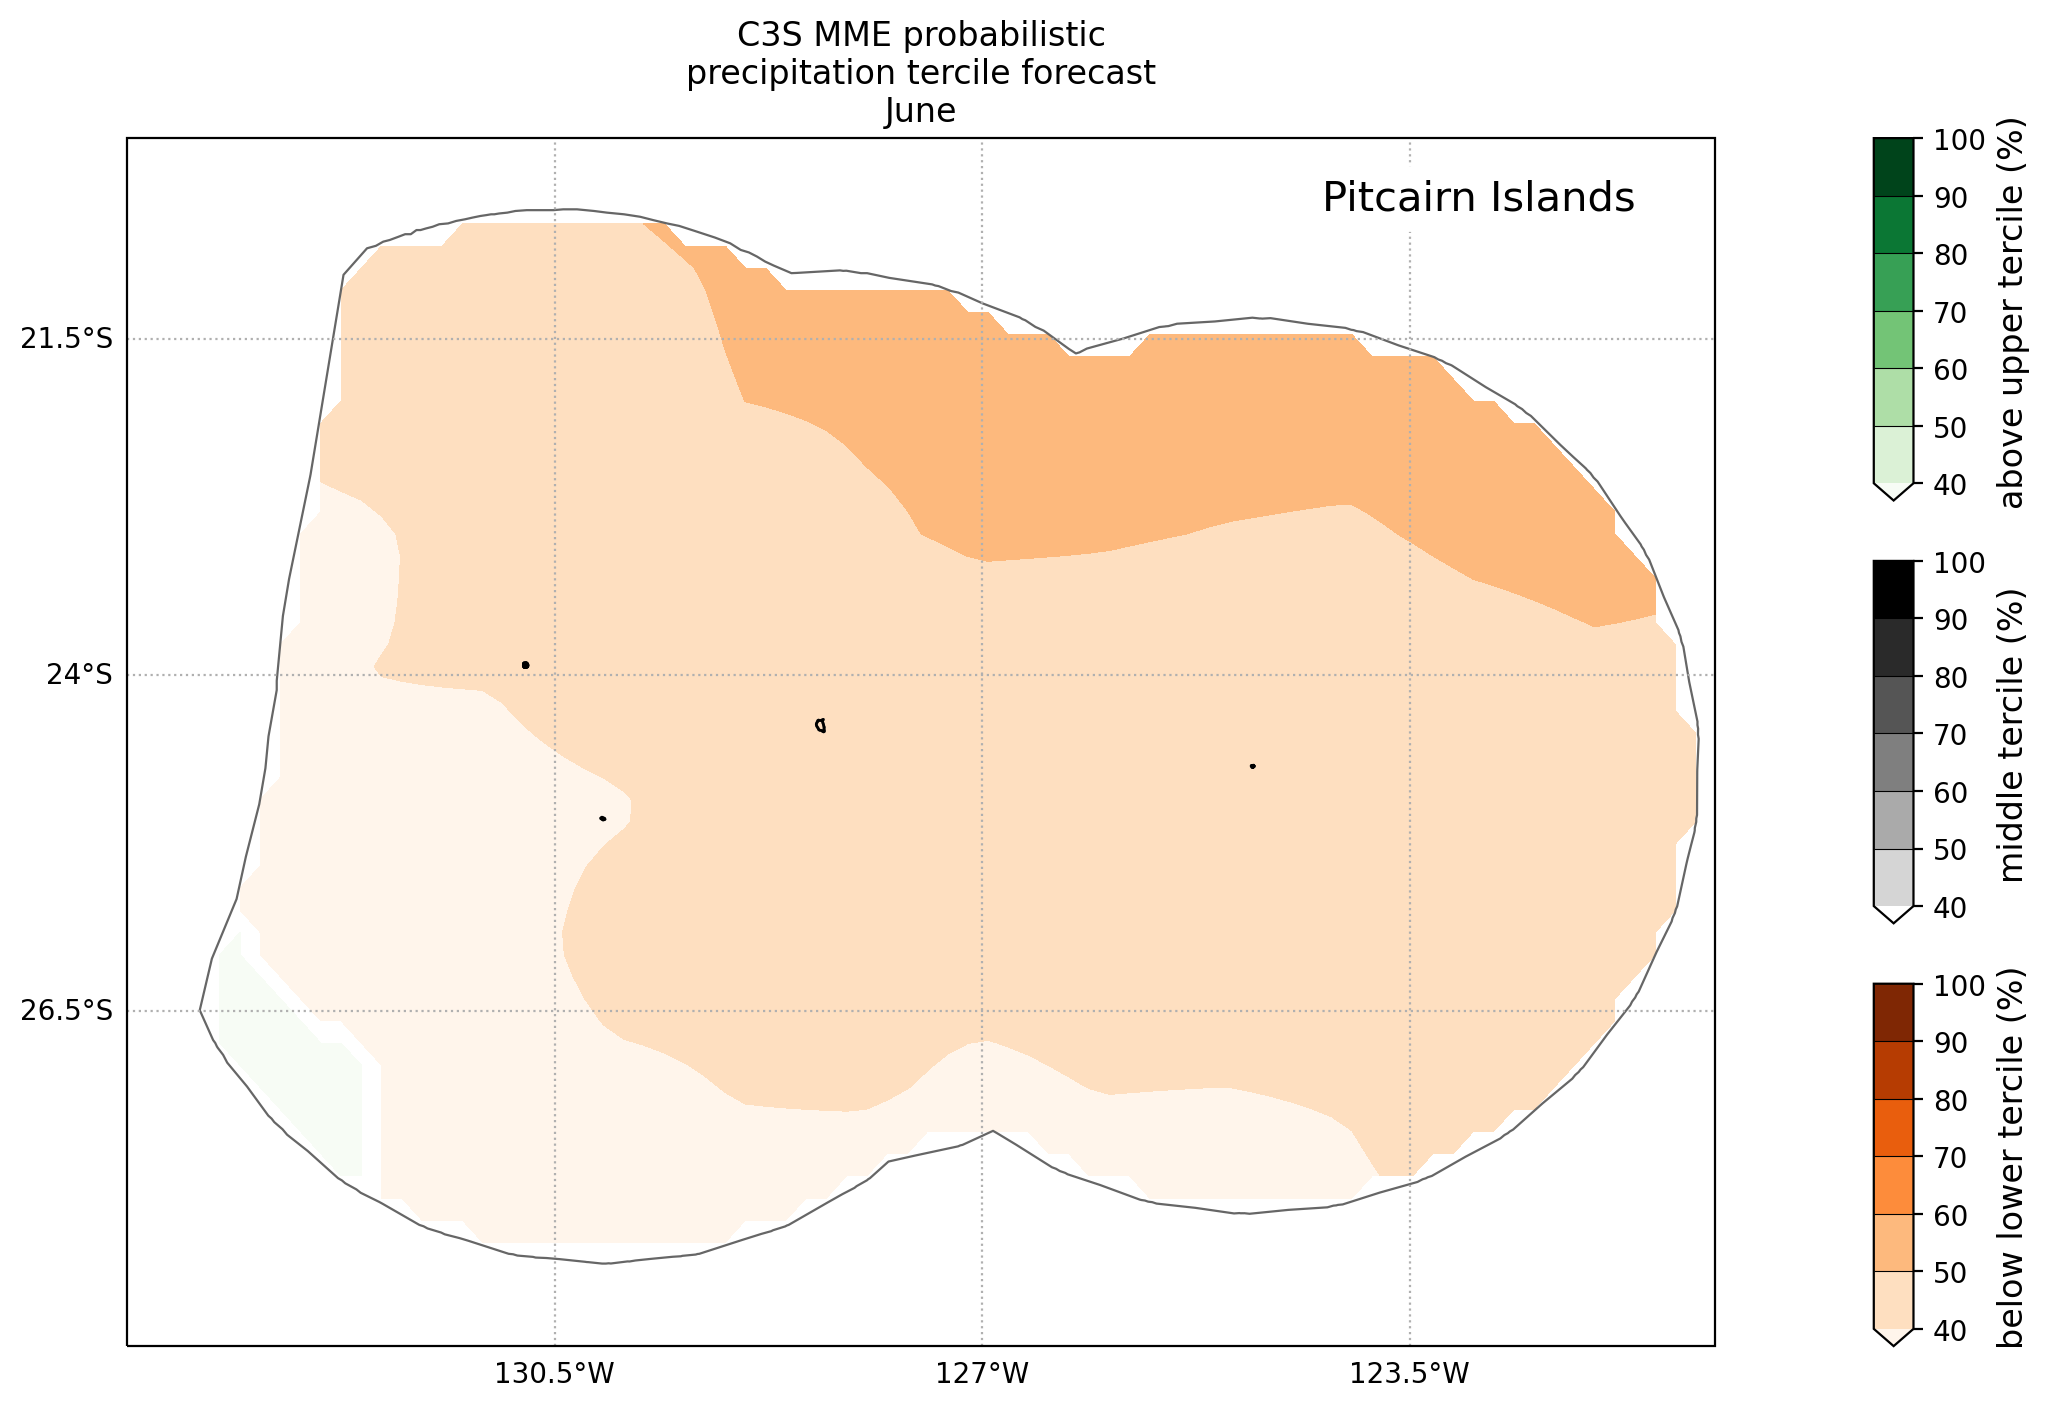 C3S MME probabilistic
precipitation tercile forecast
June
Pitcairn Islands
21.5°S
24°S
26.5°S
130.5°W
127°W
123.5°W
100
90
80
70
60
50
40
above upper tercile (%)
100
90
80
70
60
50
40
middle tercile (%)
100
90
80
70
60
50
40
below lower tercile (%)